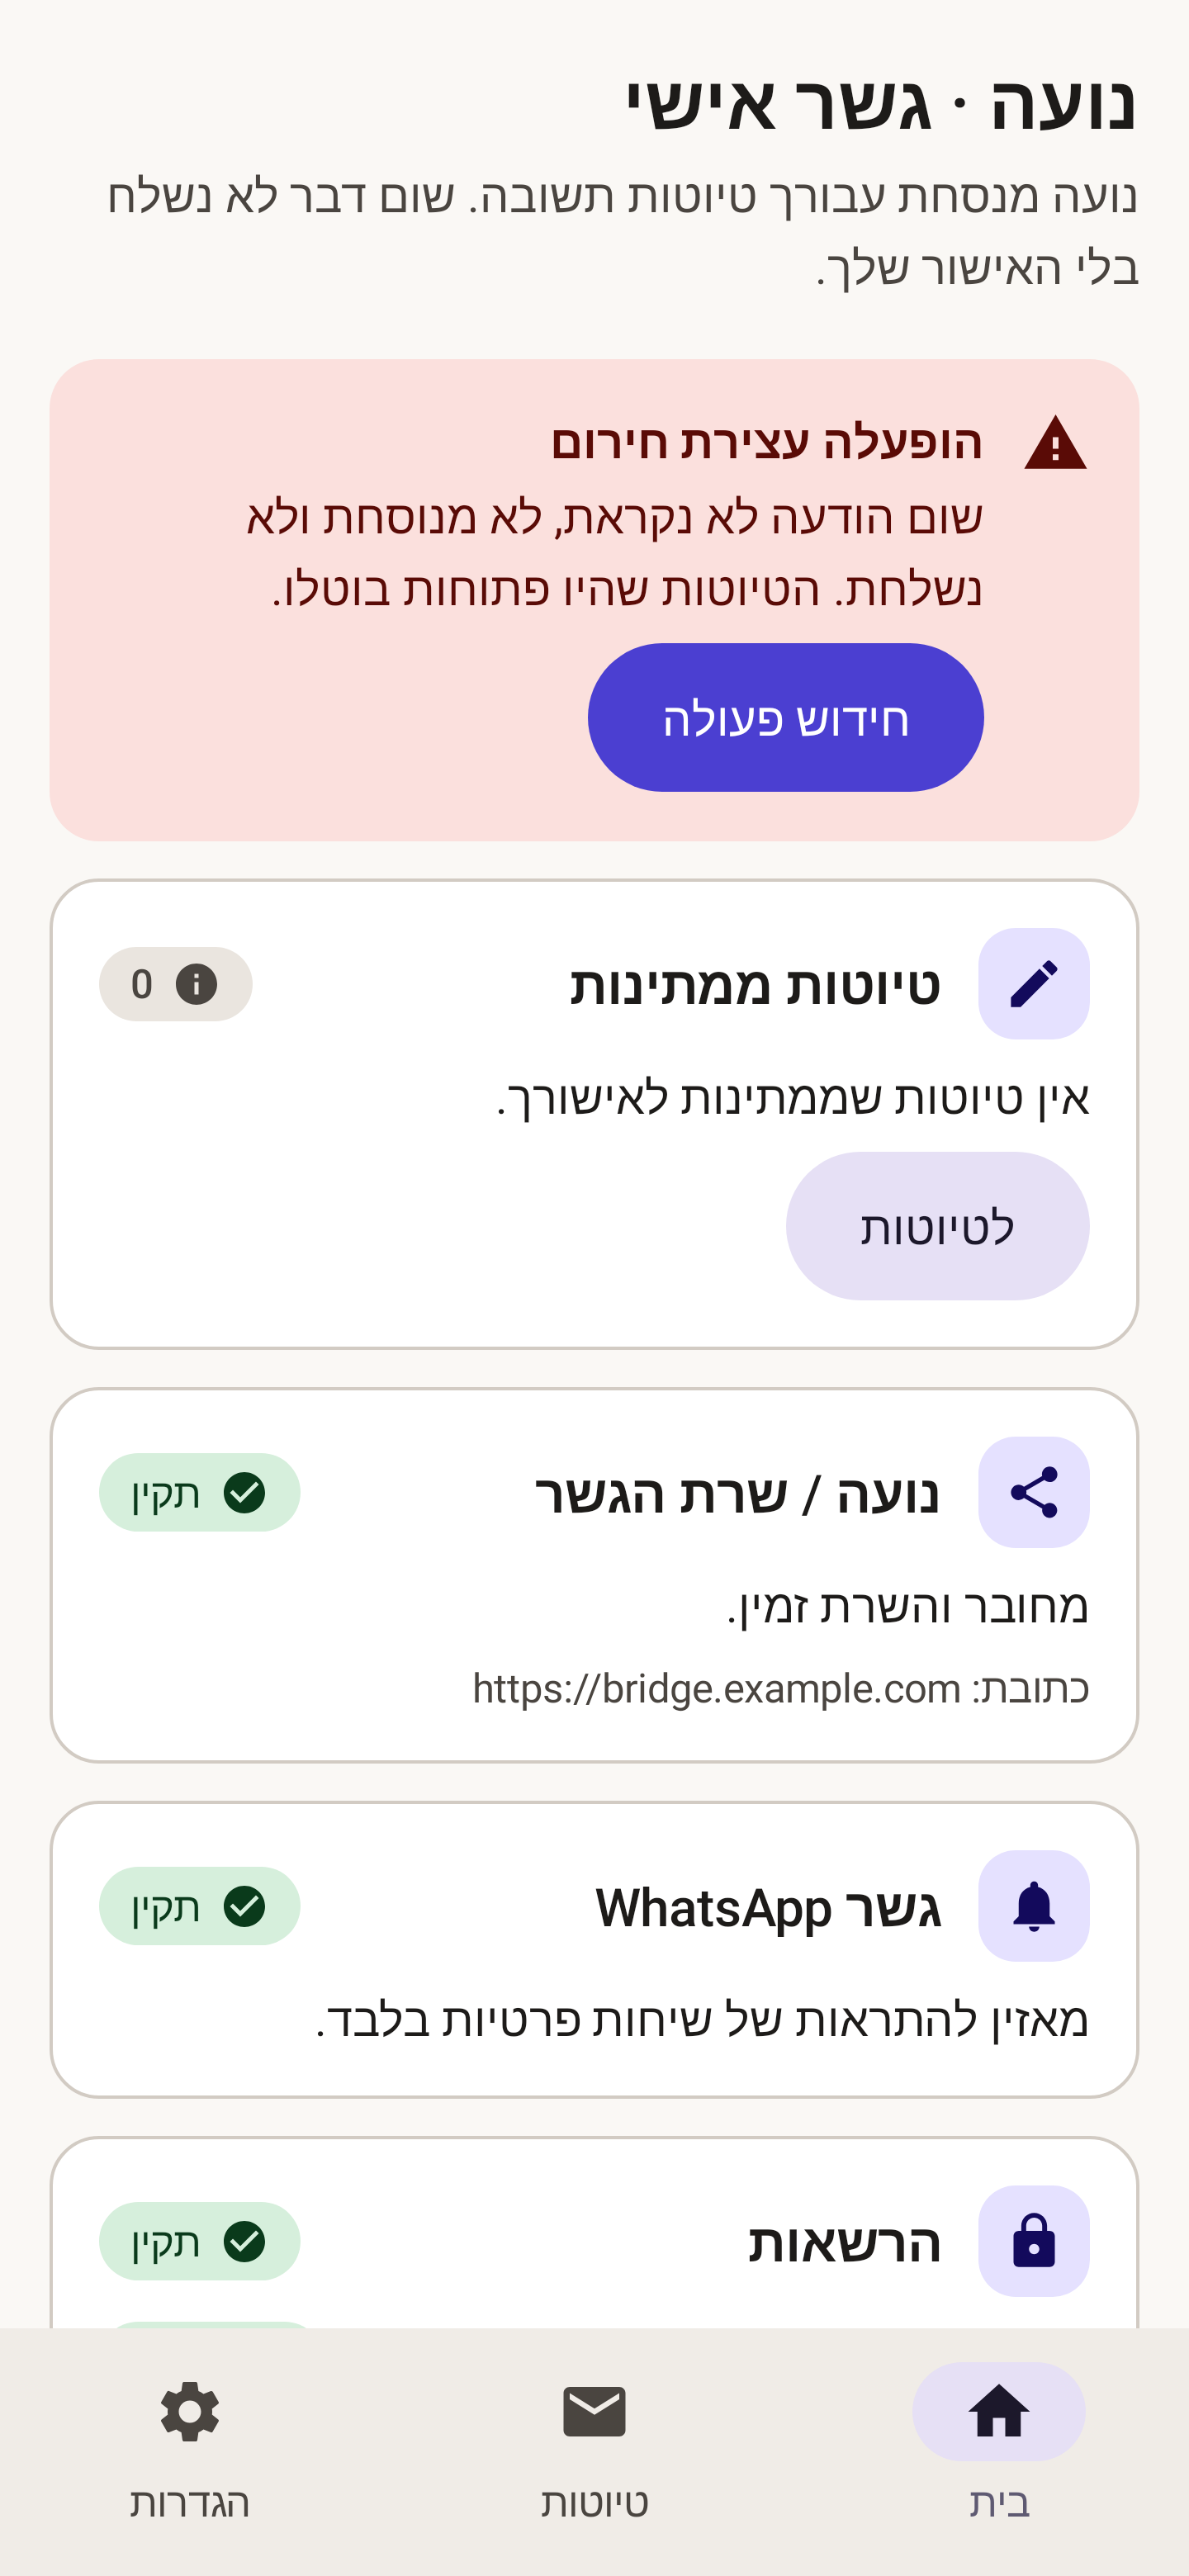 נועה · גשר אישי
נועה מנסחת עבורך טיוטות תשובה. שום דבר לא נשלח
בלי האישור שלך.
הופעלה עצירת חירום
שום הודעה לא נקראת, לא מנוסחת ולא
נשלחת. הטיוטות שהיו פתוחות בוטלו.
חידוש פעולה
טיוטות ממתינות
0
אין טיוטות שממתינות לאישורך.
לטיוטות
נועה / שרת הגשר
תקין
מחובר והשרת זמין.
כתובת: https://bridge.example.com
גשר WhatsApp
תקין
מאזין להתראות של שיחות פרטיות בלבד.
הרשאות
תקין
בית
טיוטות
הגדרות